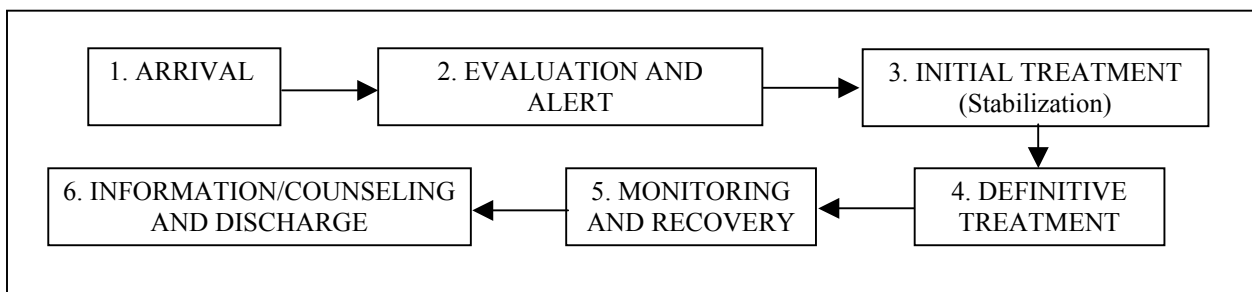 1. ARRIVAL
2. EVALUATION AND
ALERT
3. INITIAL TREATMENT
(Stabilization)
4. DEFINITIVE
TREATMENT
5. MONITORING
AND RECOVERY
6. INFORMATION/COUNSELING
AND DISCHARGE